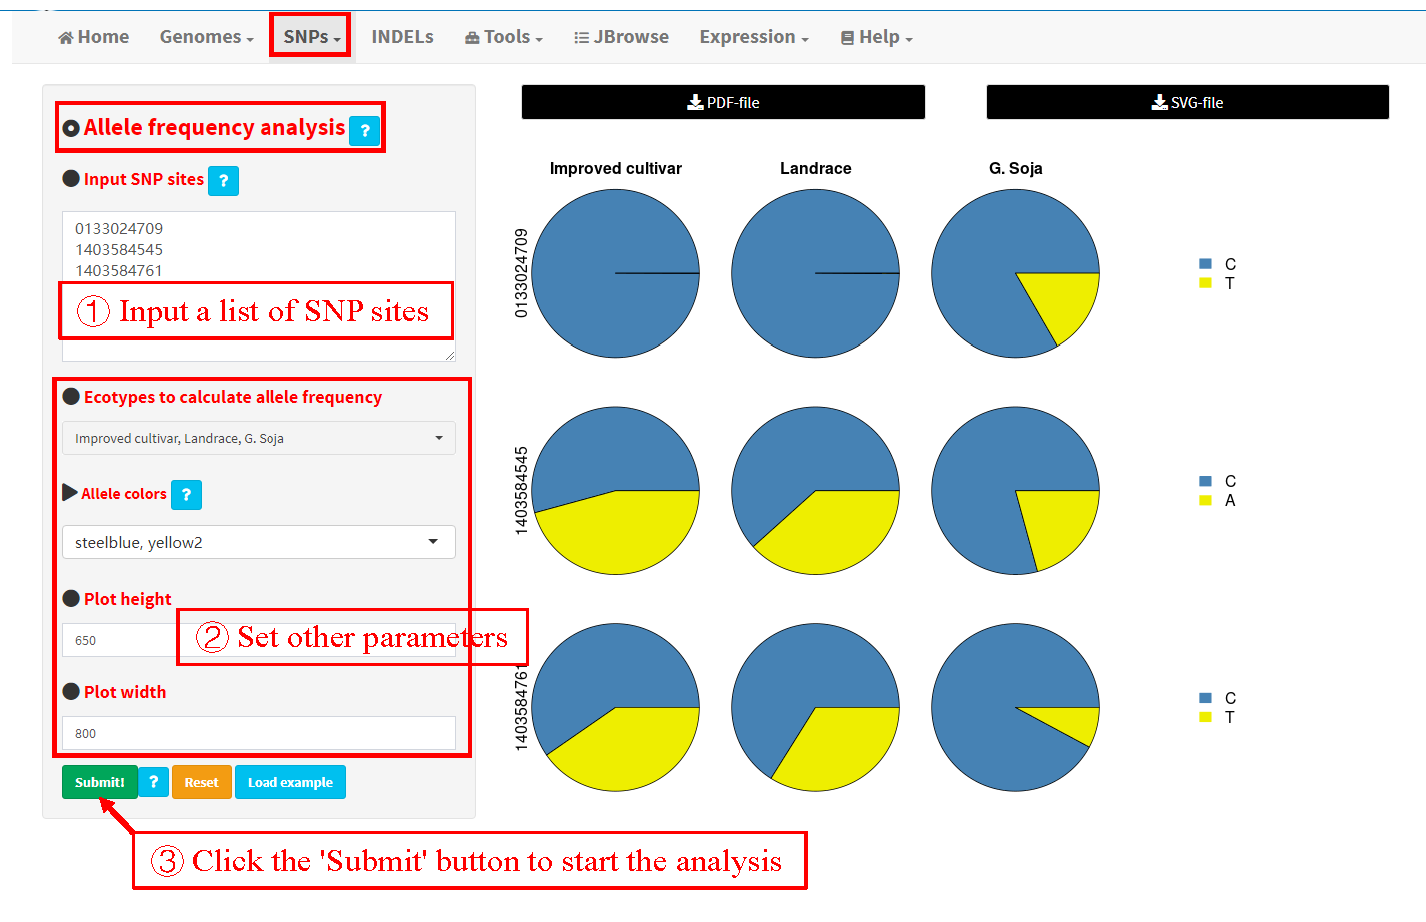 Home Genomes SNPs INDELs Tools JBrowse Expression Help
Allele frequency analysis ?
Input SNP sites ?
0133024709
1403584545
1403584761
① Input a list of SNP sites
Ecotypes to calculate allele frequency
Improved cultivar, Landrace, G. Soja
Allele colors ?
steelblue, yellow2
Plot height
650
② Set other parameters
Plot width
800
Submit! ? Reset Load example
③ Click the 'Submit' button to start the analysis
PDF-file SVG-file
Improved cultivar Landrace G. Soja
0133024709
C
T
1403584545
C
A
1403584761
C
T